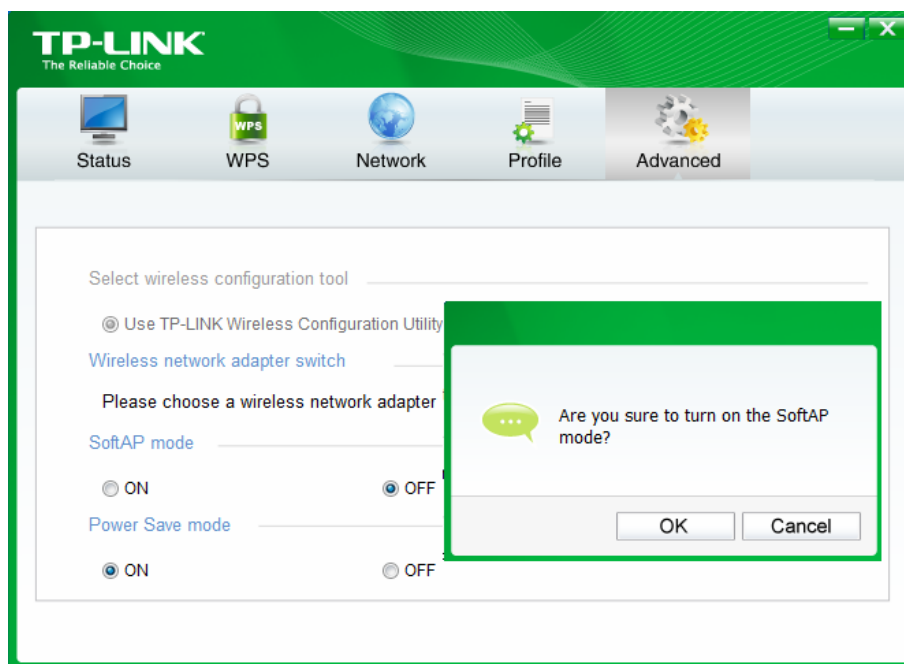 TP-LINK
The Reliable Choice
Status
WPS
WPS
Network
Profile
Advanced
Select wireless configuration tool
Use TP-LINK Wireless Configuration Utility
Wireless network adapter switch
Please choose a wireless network adapter
SoftAP mode
ON
OFF
Power Save mode
ON
OFF
Are you sure to turn on the SoftAP
mode?
OK
Cancel